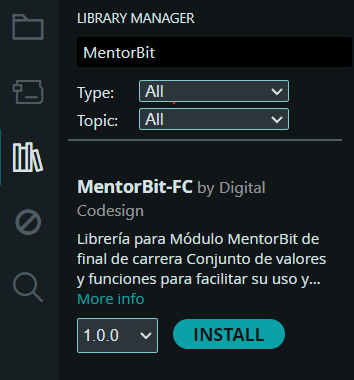 LIBRARY MANAGER
MentorBit
Type: All
Topic: All
MentorBit-FC by Digital
Codesign
Librería para Módulo MentorBit de
final de carrera Conjunto de valores
y funciones para facilitar su uso y...
More info
1.0.0 INSTALL